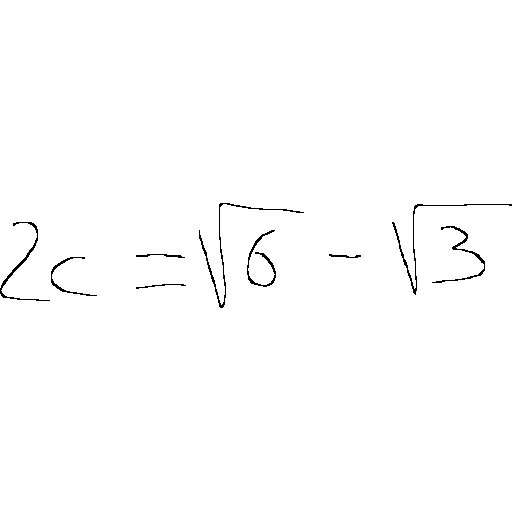 2c = √6 - √3